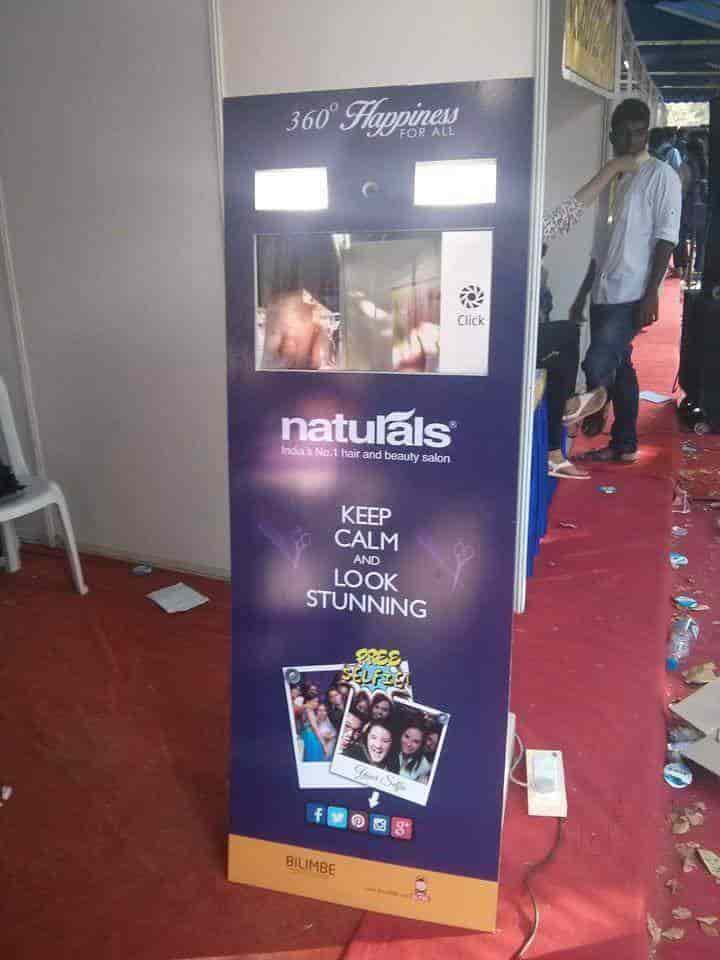 360° Happiness
FOR ALL
Click
naturals®
India's No.1 hair and beauty salon
KEEP
CALM
AND
LOOK
STUNNING
FREE
SELFIE!
Your Selfie
BILIMBE